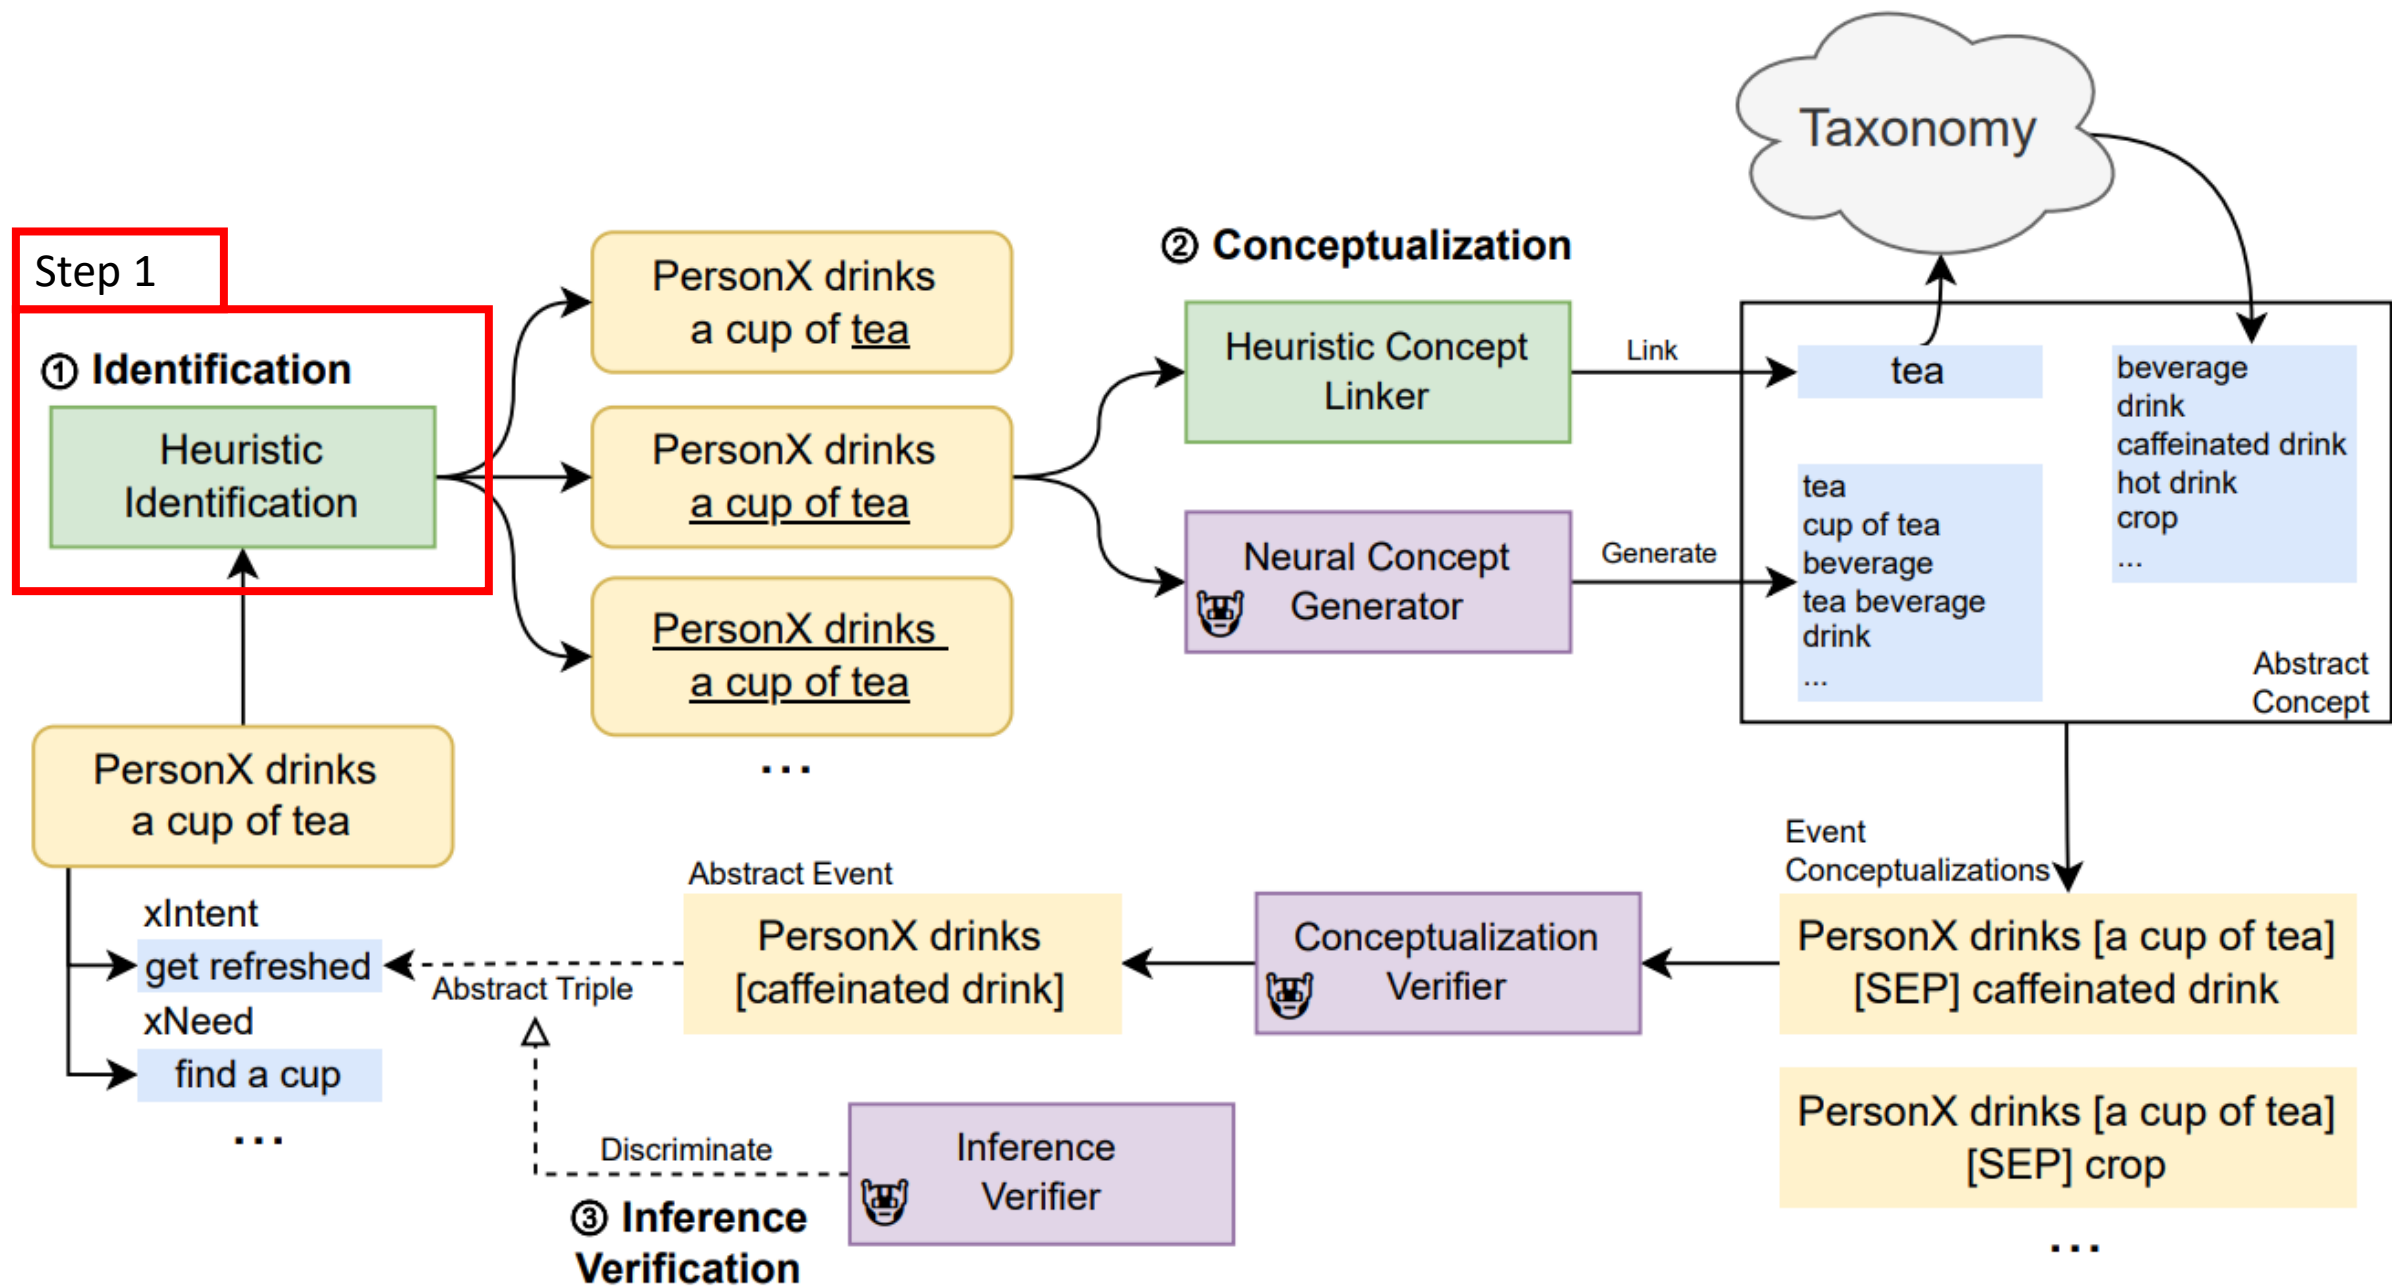 Taxonomy
Step 1
① Identification
Heuristic
Identification
PersonX drinks
a cup of tea
PersonX drinks
a cup of tea
PersonX drinks
a cup of tea
...
② Conceptualization
Heuristic Concept
Linker
Link
Neural Concept
Generator
Generate
tea
beverage
drink
caffeinated drink
hot drink
crop
...
tea
cup of tea
beverage
tea beverage
drink
...
Abstract
Concept
PersonX drinks
a cup of tea
xIntent
get refreshed
xNeed
find a cup
...
Abstract Triple
Abstract Event
PersonX drinks
[caffeinated drink]
Conceptualization
Verifier
Event
Conceptualizations
PersonX drinks [a cup of tea]
[SEP] caffeinated drink
PersonX drinks [a cup of tea]
[SEP] crop
...
Discriminate
Inference
Verifier
③ Inference
Verification